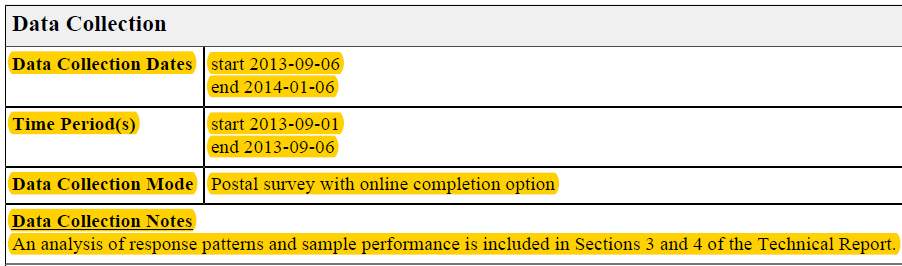 Data Collection
Data Collection Dates
start 2013-09-06
end 2014-01-06
Time Period(s)
start 2013-09-01
end 2013-09-06
Data Collection Mode
Postal survey with online completion option
Data Collection Notes
An analysis of response patterns and sample performance is included in Sections 3 and 4 of the Technical Report.